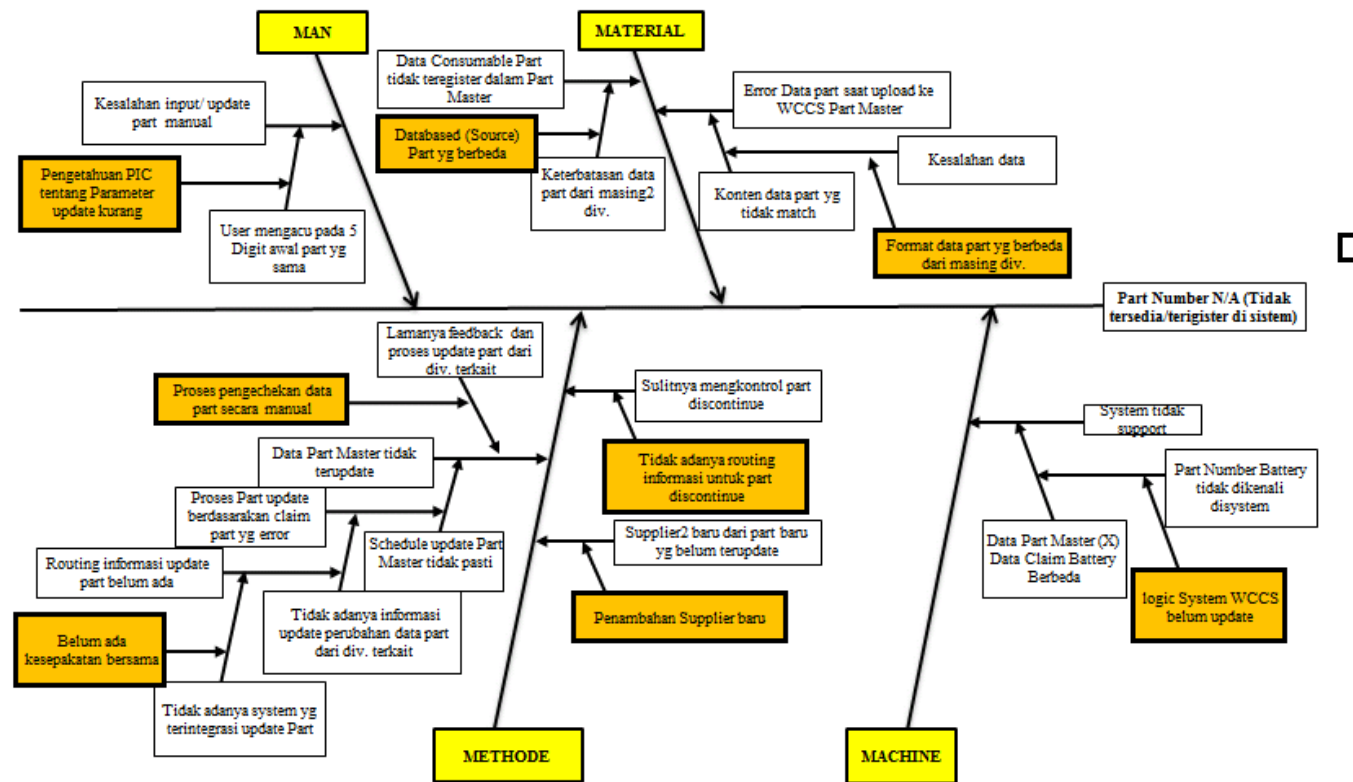 MAN
MATERIAL
Kesalahan input/ update
part manual
Pengetahuan PIC
tentang Parameter
update kurang
User mengacu pada 5
Digit awal part yg
sama
Data Consumable Part
tidak teregister dalam Part
Master
Databased (Source)
Part yg berbeda
Keterbatasan data
part dari masing2
div.
Error Data part saat upload ke
WCCS Part Master
Kesalahan data
Konten data part yg
tidak match
Format data part yg berbeda
dari masing div.
Part Number N/A (Tidak
tersedia/terigister di sistem)
Lamanya feedback dan
proses update part dari
div. terkait
Proses pengechekan data
part secara manual
Data Part Master tidak
terupdate
Proses Part update
berdasarakan claim
part yg error
Schedule update Part
Master tidak pasti
Routing informasi update
part belum ada
Tidak adanya informasi
update perubahan data part
dari div. terkait
Belum ada
kesepakatan bersama
Tidak adanya system yg
terintegrasi update Part
Sulitnya mengkontrol part
discontinue
Tidak adanya routing
informasi untuk part
discontinue
Supplier2 baru dari part baru
yg belum terupdate
Penambahan Supplier baru
System tidak
support
Part Number Battery
tidak dikenali
disystem
Data Part Master (X)
Data Claim Battery
Berbeda
logic System WCCS
belum update
METHODE
MACHINE